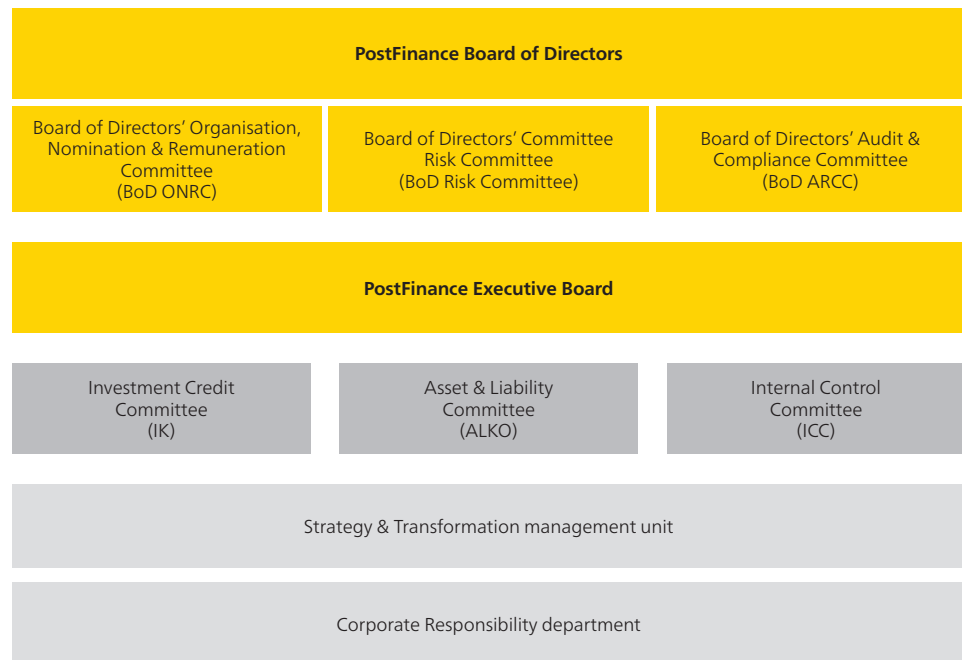 PostFinance Board of Directors
Board of Directors’ Organisation,
Nomination & Remuneration
Committee
(BoD ONRC)
Board of Directors’ Committee
Risk Committee
(BoD Risk Committee)
Board of Directors’ Audit &
Compliance Committee
(BoD ARCC)
PostFinance Executive Board
Investment Credit
Committee
(IK)
Asset & Liability
Committee
(ALKO)
Internal Control
Committee
(ICC)
Strategy & Transformation management unit
Corporate Responsibility department